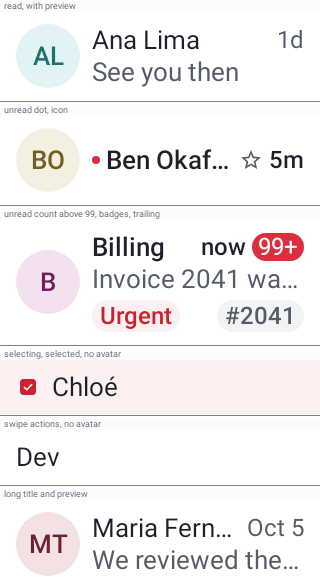 read, with preview
AL Ana Lima 1d
See you then
unread dot, icon
BO Ben Okaf… 5m
unread count above 99, badges, trailing
B Billing now 99+
Invoice 2041 wa…
Urgent #2041
selecting, selected, no avatar
Chloé
swipe actions, no avatar
Dev
long title and preview
MT Maria Fern… Oct 5
We reviewed the…